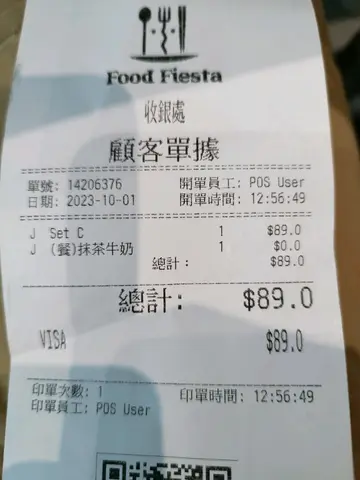 Food Fiesta
收銀處
顧客單據
單號: 14206376 開單員工: POS User
日期: 2023-10-01 開單時間: 12:56:49
J Set C 1 $89.0
J (餐)抹茶牛奶 1 $0.0
總計: $89.0
總計: $89.0
VISA $89.0
印單次數: 1 印單時間: 12:56:49
印單員工: POS User